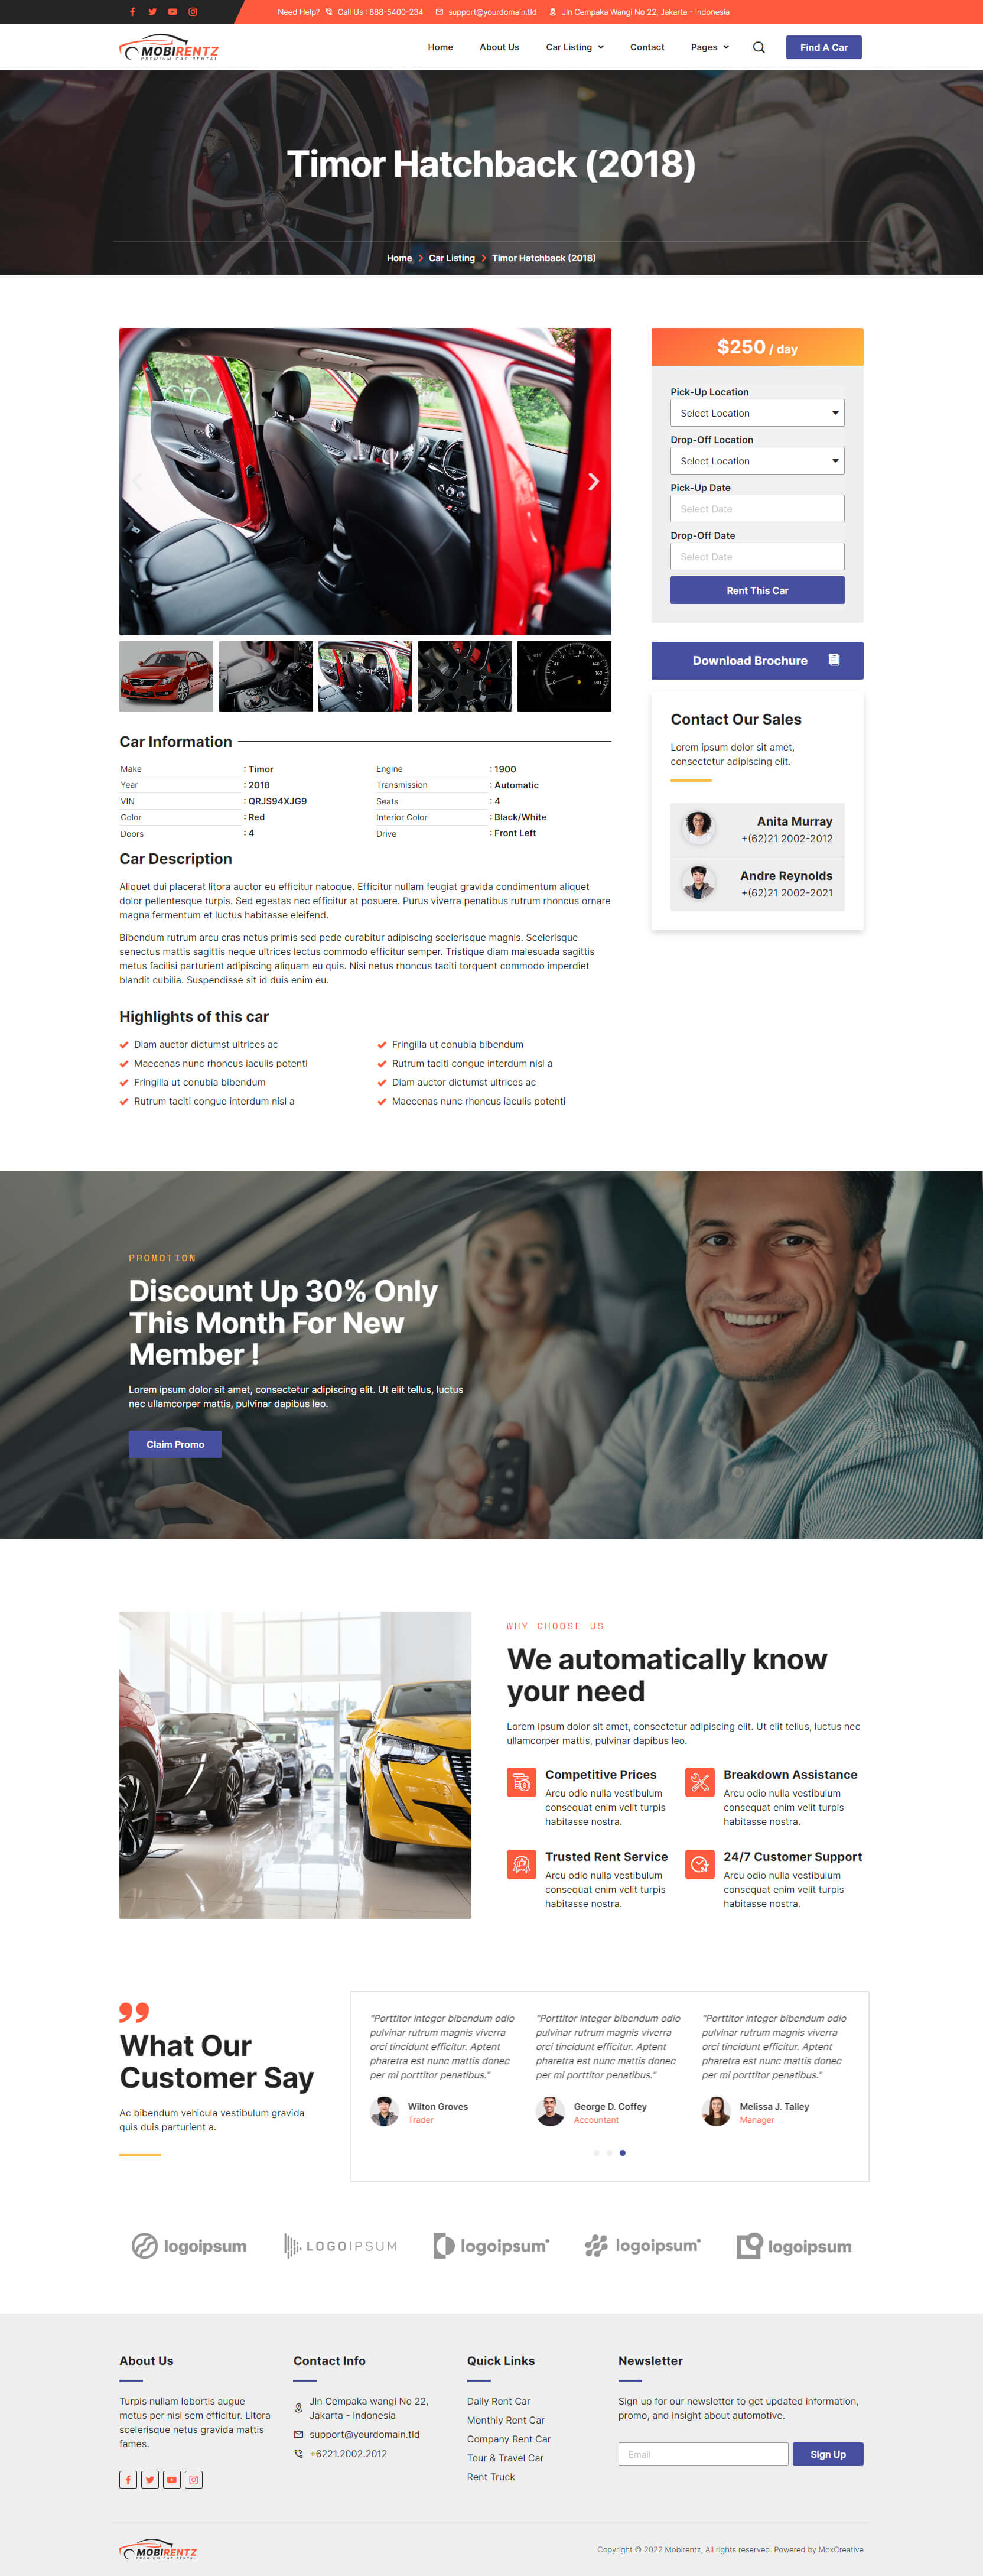 Need Help?
Call Us : 888-5400-234
support@yourdomain.tld
Jln Cempaka Wangi No 22, Jakarta - Indonesia
MOBIRENTZ
PREMIUM CAR RENTAL
Home
About Us
Car Listing
Contact
Pages
Find A Car
Timor Hatchback (2018)
Home
Car Listing
Timor Hatchback (2018)
$250 / day
Pick-Up Location
Select Location
Drop-Off Location
Select Location
Pick-Up Date
Select Date
Drop-Off Date
Select Date
Rent This Car
Download Brochure
Contact Our Sales
Lorem ipsum dolor sit amet,
consectetur adipiscing elit.
Anita Murray
+(62)21 2002-2012
Andre Reynolds
+(62)21 2002-2021
Car Information
Make : Timor
Year : 2018
VIN : QRJS94XJG9
Color : Red
Doors : 4
Engine : 1900
Transmission : Automatic
Seats : 4
Interior Color : Black/White
Drive : Front Left
Car Description
Aliquet dui placerat litora auctor eu efficitur natoque. Efficitur nullam feugiat gravida condimentum aliquet
dolor pellentesque turpis. Sed egestas nec efficitur at posuere. Purus viverra penatibus rutrum rhoncus ornare
magna fermentum et luctus habitasse eleifend.
Bibendum rutrum arcu cras netus primis sed pede curabitur adipiscing scelerisque magnis. Scelerisque
senectus mattis sagittis neque ultrices lectus commodo efficitur semper. Tristique diam malesuada sagittis
metus facilisi parturient adipiscing aliquam eu quis. Nisi netus rhoncus taciti torquent commodo imperdiet
blandit cubilia. Suspendisse sit id duis enim eu.
Highlights of this car
Diam auctor dictumst ultrices ac
Maecenas nunc rhoncus iaculis potenti
Fringilla ut conubia bibendum
Rutrum taciti congue interdum nisl a
Fringilla ut conubia bibendum
Rutrum taciti congue interdum nisl a
Diam auctor dictumst ultrices ac
Maecenas nunc rhoncus iaculis potenti
PROMOTION
Discount Up 30% Only
This Month For New
Member !
Lorem ipsum dolor sit amet, consectetur adipiscing elit. Ut elit tellus, luctus
nec ullamcorper mattis, pulvinar dapibus leo.
Claim Promo
WHY CHOOSE US
We automatically know
your need
Lorem ipsum dolor sit amet, consectetur adipiscing elit. Ut elit tellus, luctus nec
ullamcorper mattis, pulvinar dapibus leo.
Competitive Prices
Arcu odio nulla vestibulum
consequat enim velit turpis
habitasse nostra.
Breakdown Assistance
Arcu odio nulla vestibulum
consequat enim velit turpis
habitasse nostra.
Trusted Rent Service
Arcu odio nulla vestibulum
consequat enim velit turpis
habitasse nostra.
24/7 Customer Support
Arcu odio nulla vestibulum
consequat enim velit turpis
habitasse nostra.
What Our
Customer Say
Ac bibendum vehicula vestibulum gravida
quis duis parturient a.
"Porttitor integer bibendum odio
pulvinar rutrum magnis viverra
orci tincidunt efficitur. Aptent
pharetra est nunc mattis donec
per mi porttitor penatibus."
Wilton Groves
Trader
"Porttitor integer bibendum odio
pulvinar rutrum magnis viverra
orci tincidunt efficitur. Aptent
pharetra est nunc mattis donec
per mi porttitor penatibus."
George D. Coffey
Accountant
"Porttitor integer bibendum odio
pulvinar rutrum magnis viverra
orci tincidunt efficitur. Aptent
pharetra est nunc mattis donec
per mi porttitor penatibus."
Melissa J. Talley
Manager
logoipsum
LOGOIPSUM
logoipsum
logoipsum
logoipsum
About Us
Turpis nullam lobortis augue
metus per nisl sem efficitur. Litora
scelerisque netus gravida mattis
fames.
Contact Info
Jln Cempaka wangi No 22,
Jakarta - Indonesia
support@yourdomain.tld
+6221.2002.2012
Quick Links
Daily Rent Car
Monthly Rent Car
Company Rent Car
Tour & Travel Car
Rent Truck
Newsletter
Sign up for our newsletter to get updated information,
promo, and insight about automotive.
Email
Sign Up
MOBIRENTZ
PREMIUM CAR RENTAL
Copyright © 2022 Mobirentz, All rights reserved. Powered by MoxCreative